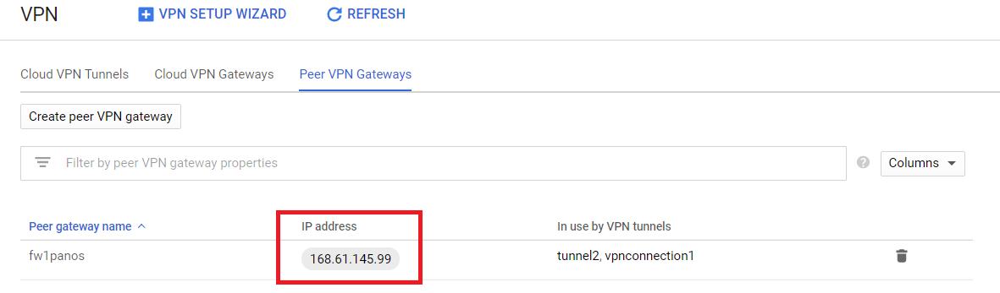 VPN VPN SETUP WIZARD REFRESH
Cloud VPN Tunnels Cloud VPN Gateways Peer VPN Gateways
Create peer VPN gateway
Filter by peer VPN gateway properties ? Columns
Peer gateway name IP address In use by VPN tunnels
fw1panos 168.61.145.99 tunnel2, vpnconnection1